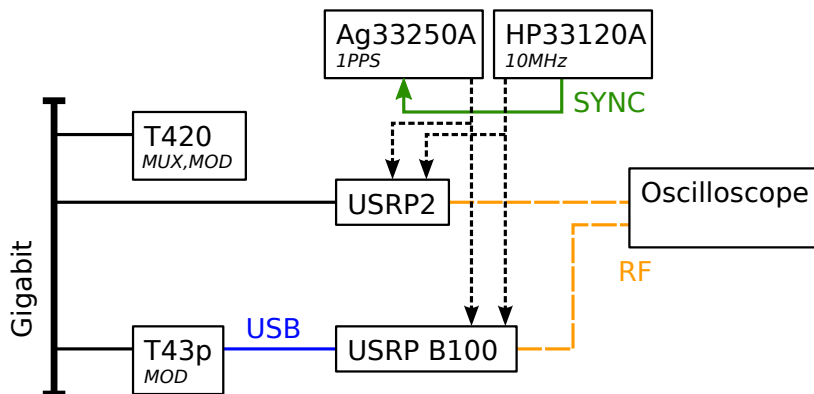 Ag33250A
1PPS
HP33120A
10MHz
SYNC
T420
MUX,MOD
USRP2
Oscilloscope
RF
Gigabit
USB
T43p
MOD
USRP B100